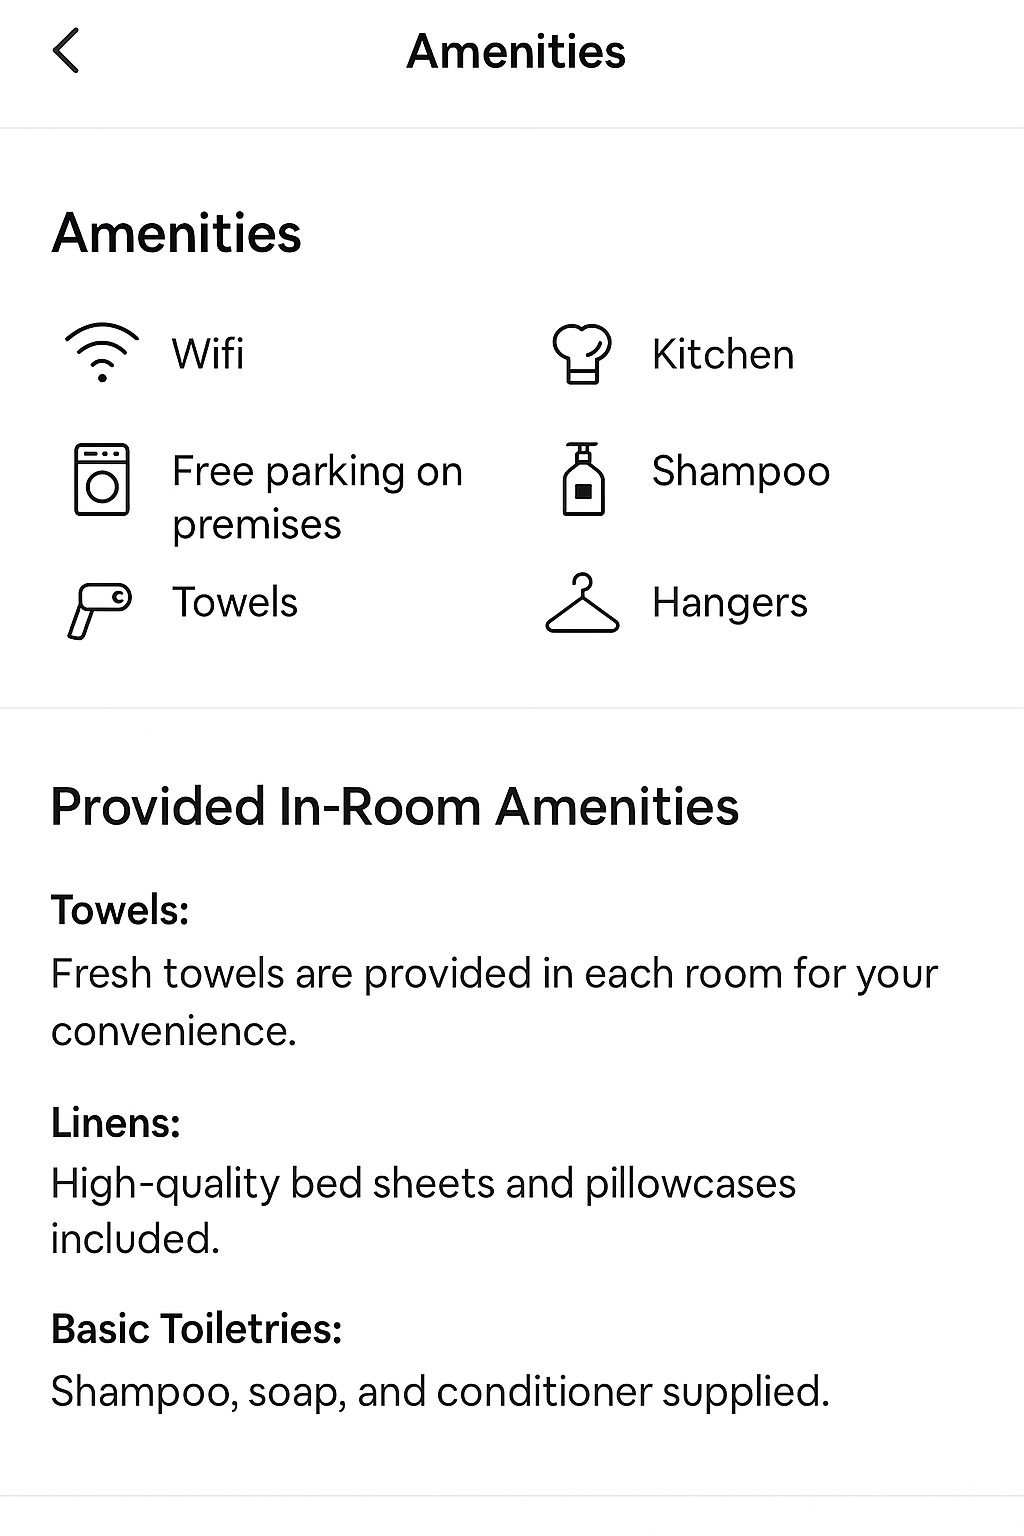 Amenities
Amenities
Wifi
Kitchen
Free parking on
premises
Shampoo
Towels
Hangers
Provided In-Room Amenities
Towels:
Fresh towels are provided in each room for your
convenience.
Linens:
High-quality bed sheets and pillowcases
included.
Basic Toiletries:
Shampoo, soap, and conditioner supplied.